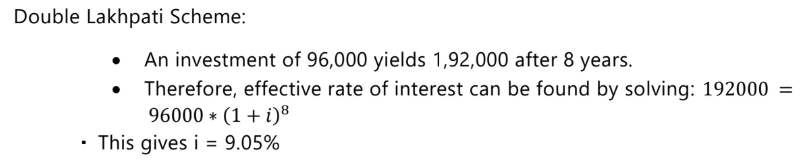 Double Lakhpati Scheme:
• An investment of 96,000 yields 1,92,000 after 8 years.
• Therefore, effective rate of interest can be found by solving: 192000 =
96000 * (1 + i)⁸
▪ This gives i = 9.05%